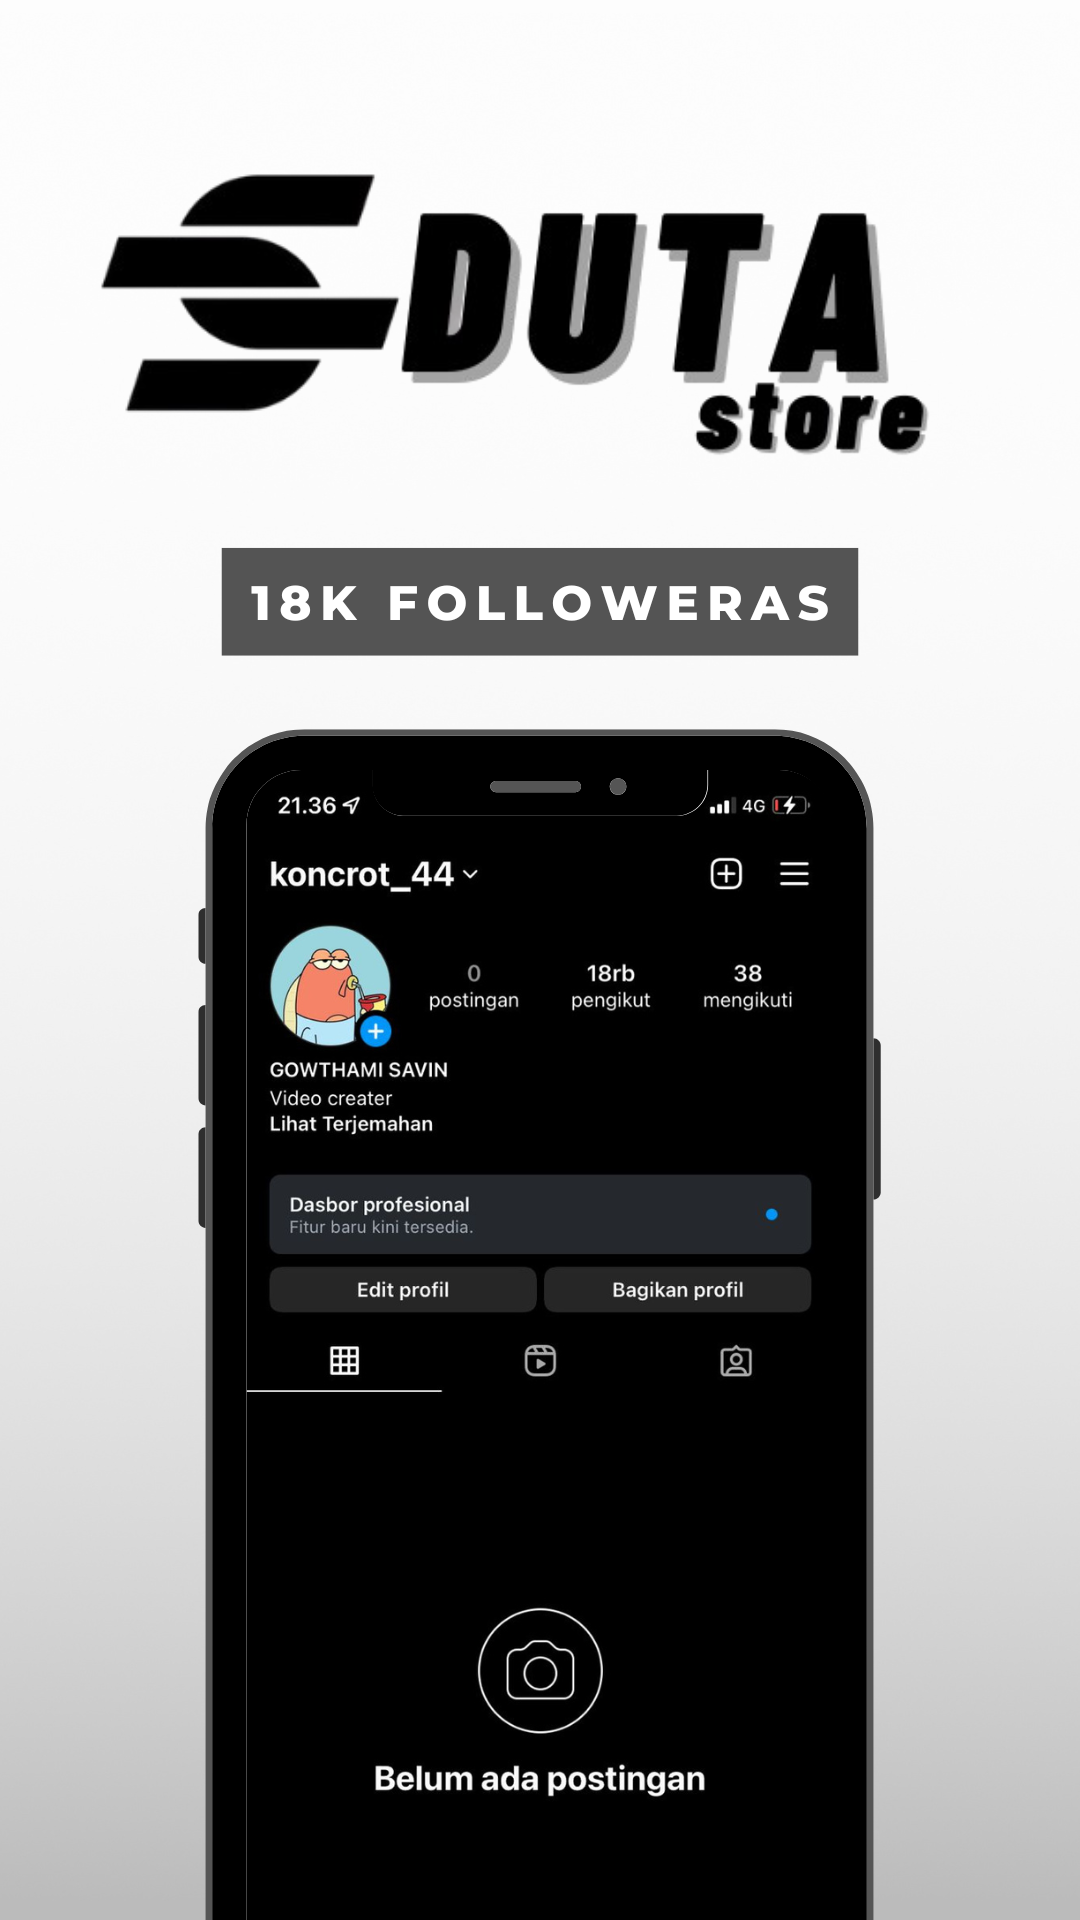 DUTA
store
18K FOLLOWERAS
21.36
4G
koncrot_44
0
18rb
38
postingan
pengikut
mengikuti
GOWTHAMI SAVIN
Video creater
Lihat Terjemahan
Dasbor profesional
Fitur baru kini tersedia.
Edit profil
Bagikan profil
Belum ada postingan